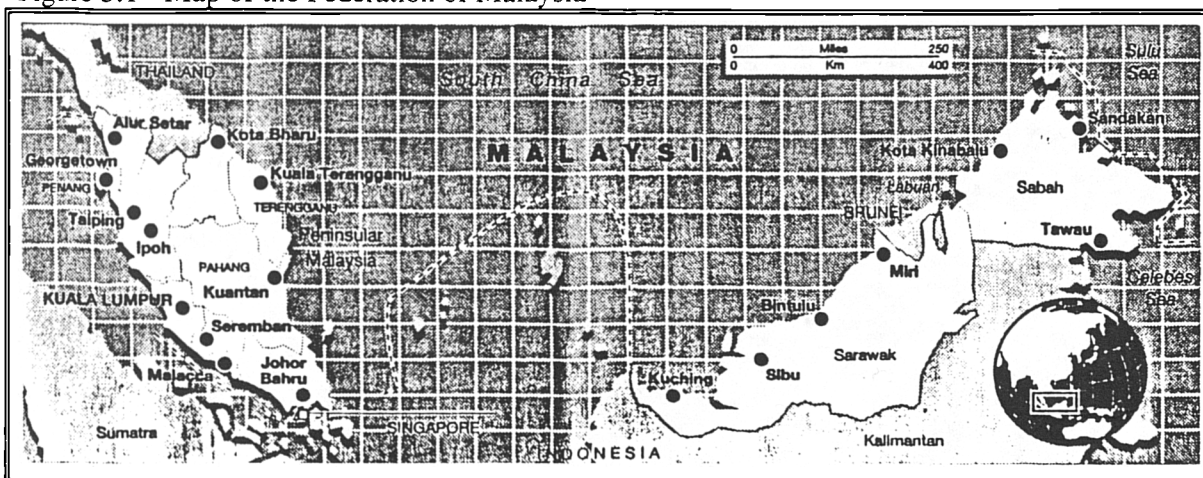 Figure 3.1 Map of the Federation of Malaysia
0 Miles 250
0 Km 400
THAILAND
South China Sea
Sulu
Sea
Alur Setar
Kota Bharu
Sandakan
MALAYSIA
Kota Kinabalu
Georgetown
PENANG
Kuala Terangganu
Labuan
Sabah
TERENGGANU
BRUNEI
Taiping
Ipoh
Peninsular
Malaysia
Tawau
PAHANG
Miri
Kuantan
Celebes
Sea
KUALA LUMPUR
Bintulu
Seremban
Sarawak
Malacca
Johor
Bahru
Sibu
Kuching
SINGAPORE
Sumatra
Kalimantan
INDONESIA